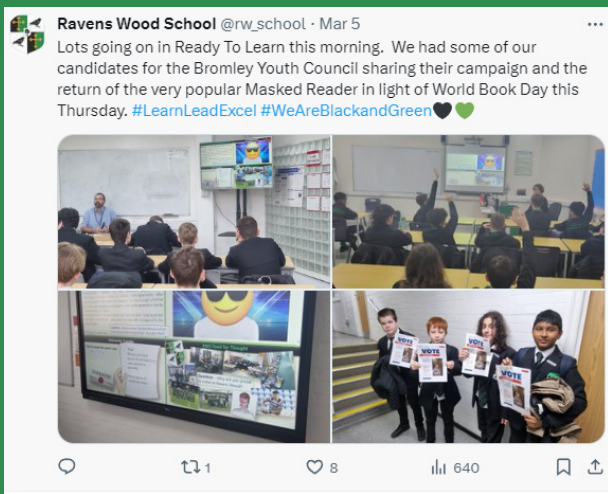 Ravens Wood School @rw_school · Mar 5
Lots going on in Ready To Learn this morning.  We had some of our
candidates for the Bromley Youth Council sharing their campaign and the
return of the very popular Masked Reader in light of World Book Day this
Thursday. #LearnLeadExcel #WeAreBlackandGreen🖤💚
VOTE
VOTE
VOTE
VOTE
1
8
640